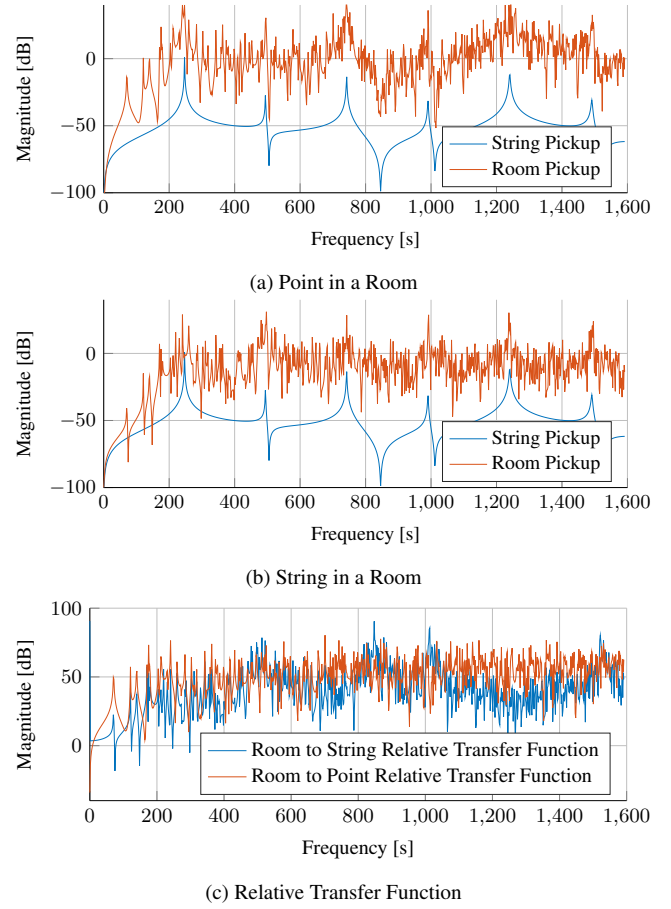 Magnitude [dB]
0
−50
−100
0 200 400 600 800 1,000 1,200 1,400 1,600
String Pickup
Room Pickup
Frequency [s]
(a) Point in a Room
Magnitude [dB]
0
−50
−100
0 200 400 600 800 1,000 1,200 1,400 1,600
String Pickup
Room Pickup
Frequency [s]
(b) String in a Room
Magnitude [dB]
100
50
0
0 200 400 600 800 1,000 1,200 1,400 1,600
Room to String Relative Transfer Function
Room to Point Relative Transfer Function
Frequency [s]
(c) Relative Transfer Function